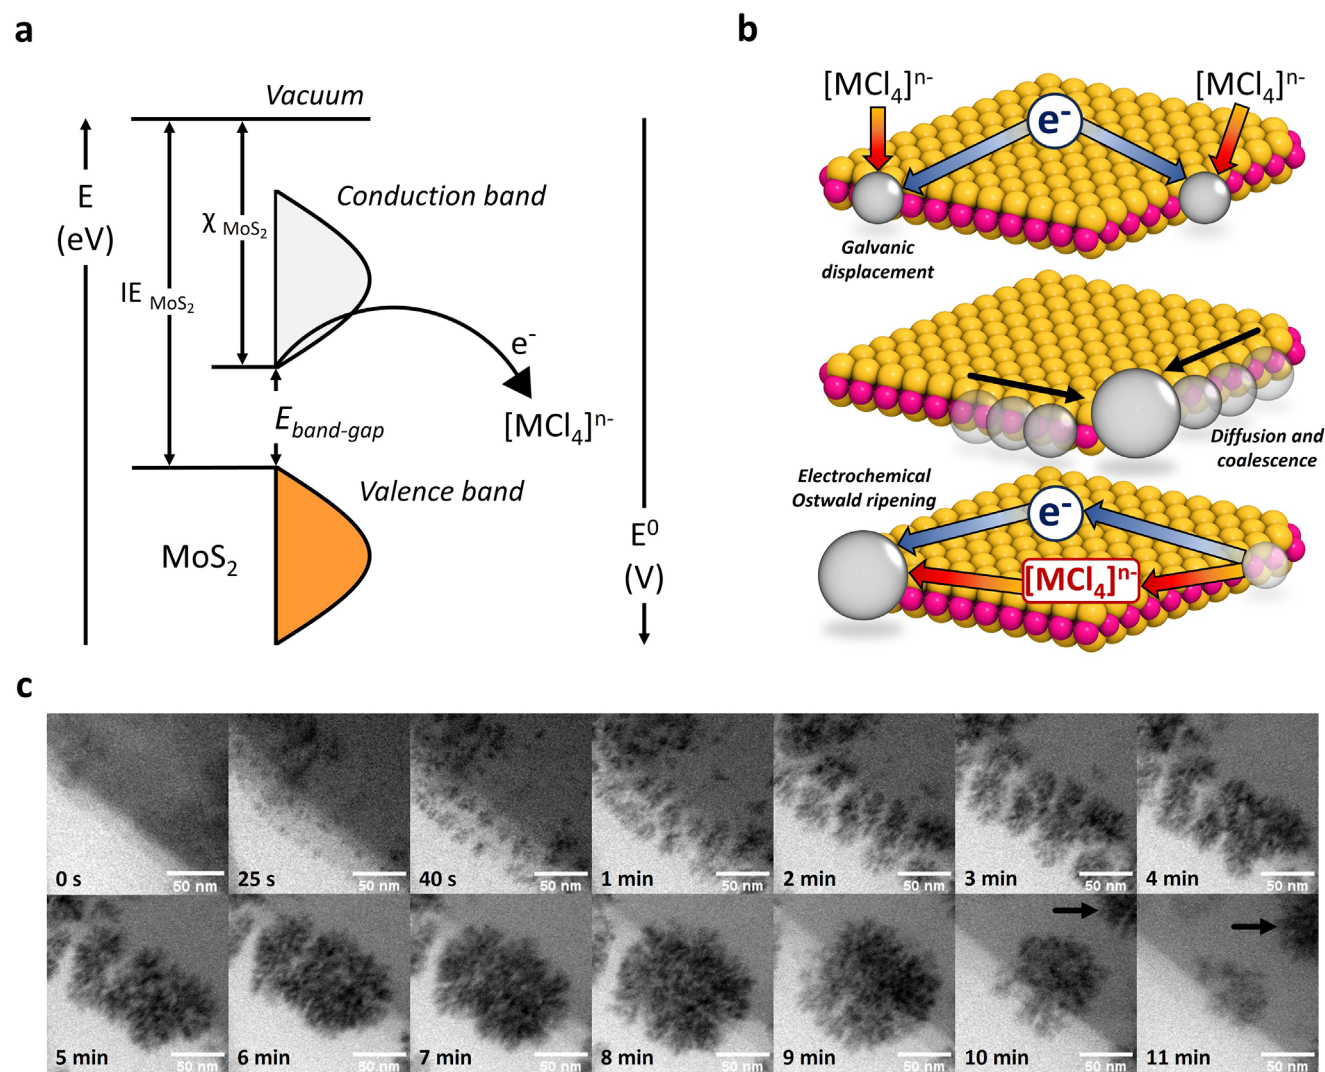 a
Vacuum
E
(eV)
χ MoS₂
IE MoS₂
Conduction band
e⁻
[MCl₄]ⁿ⁻
E band-gap
Valence band
MoS₂
E⁰
(V)
b
[MCl₄]ⁿ⁻
[MCl₄]ⁿ⁻
e⁻
Galvanic
displacement
Diffusion and
coalescence
Electrochemical
Ostwald ripening
e⁻
[MCl₄]ⁿ⁻
c
0 s
50 nm
25 s
50 nm
40 s
50 nm
1 min
50 nm
2 min
50 nm
3 min
50 nm
4 min
50 nm
5 min
50 nm
6 min
50 nm
7 min
50 nm
8 min
50 nm
9 min
50 nm
10 min
50 nm
11 min
50 nm